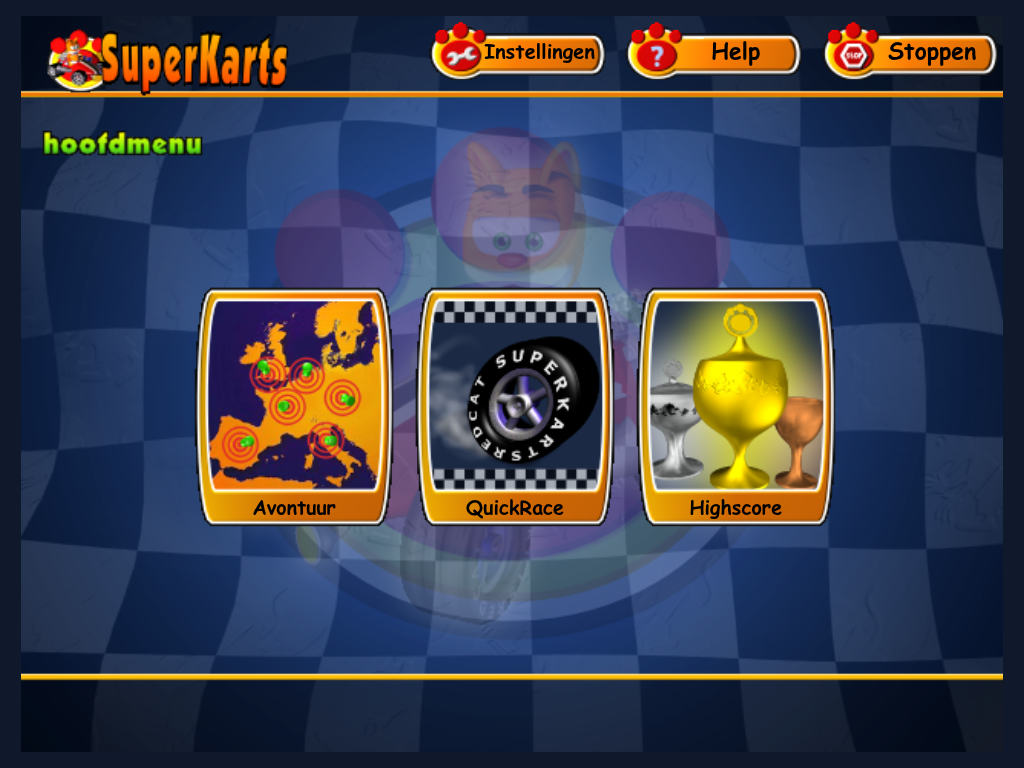 SuperKarts
Instellingen
Help
STOP
Stoppen
hoofdmenu
SUPERKARTS
REDCAT
Avontuur
QuickRace
Highscore